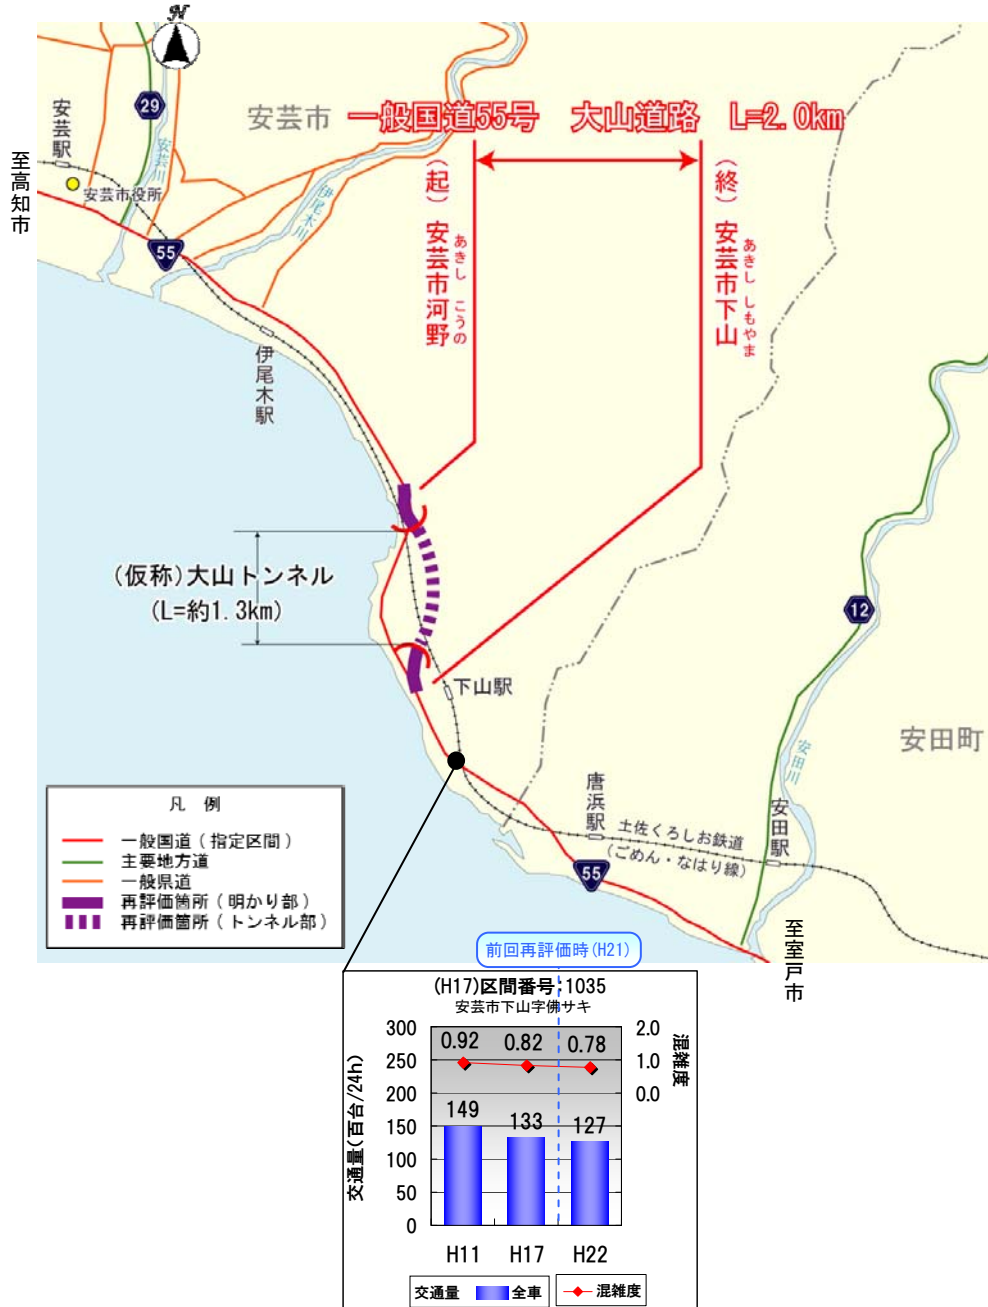 N
29
安芸駅
安芸市
一般国道55号 大山道路 L=2.0km
至高知市
安芸市役所
安芸川
伊尾木川
(起)安芸市河野
あきし こうの
(終)安芸市下山
あきし しもやま
55
伊尾木駅
(仮称)大山トンネル
(L=約1.3km)
12
下山駅
安田町
安田川
唐浜駅
土佐くろしお鉄道
(ごめん・なはり線)
安田駅
55
至室戸市
凡 例
一般国道(指定区間)
主要地方道
一般県道
再評価箇所(明かり部)
再評価箇所(トンネル部)
前回再評価時(H21)
(H17)区間番号:1035
安芸市下山字佛サキ
交通量(百台/24h)
300
250
200
150
100
50
0
0.92 0.82 0.78
149 133 127
2.0
1.0
0.0
混雑度
H11 H17 H22
交通量 全車 混雑度